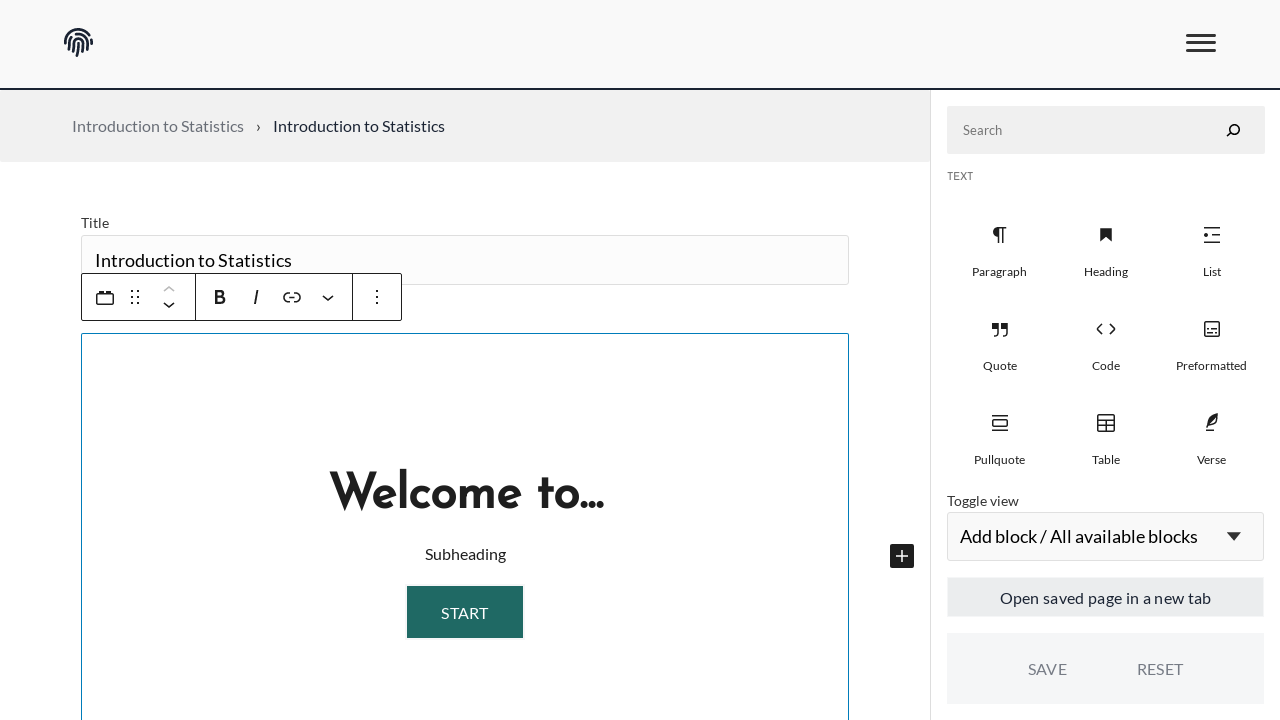 Introduction to Statistics › Introduction to Statistics
Search
TEXT
Title
Introduction to Statistics
B I
Paragraph Heading List
Quote Code Preformatted
Pullquote Table Verse
Welcome to...
Subheading
START
Toggle view
Add block / All available blocks
Open saved page in a new tab
SAVE RESET